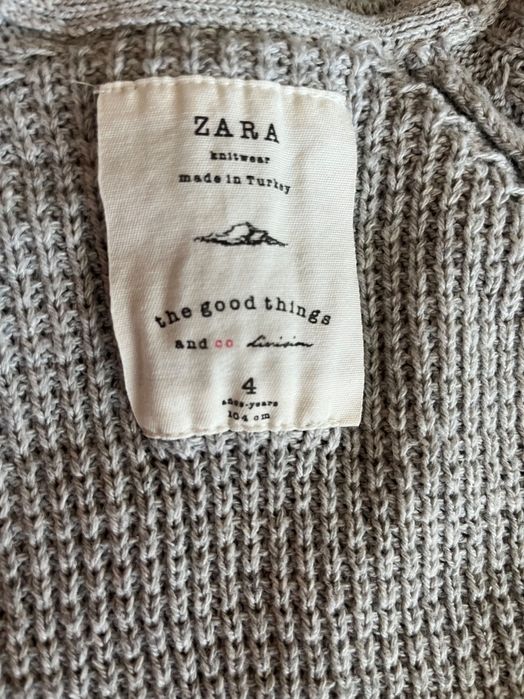 ZARA
knitwear
made in Turkey
the good things
and co division
4
años-years
104 cm